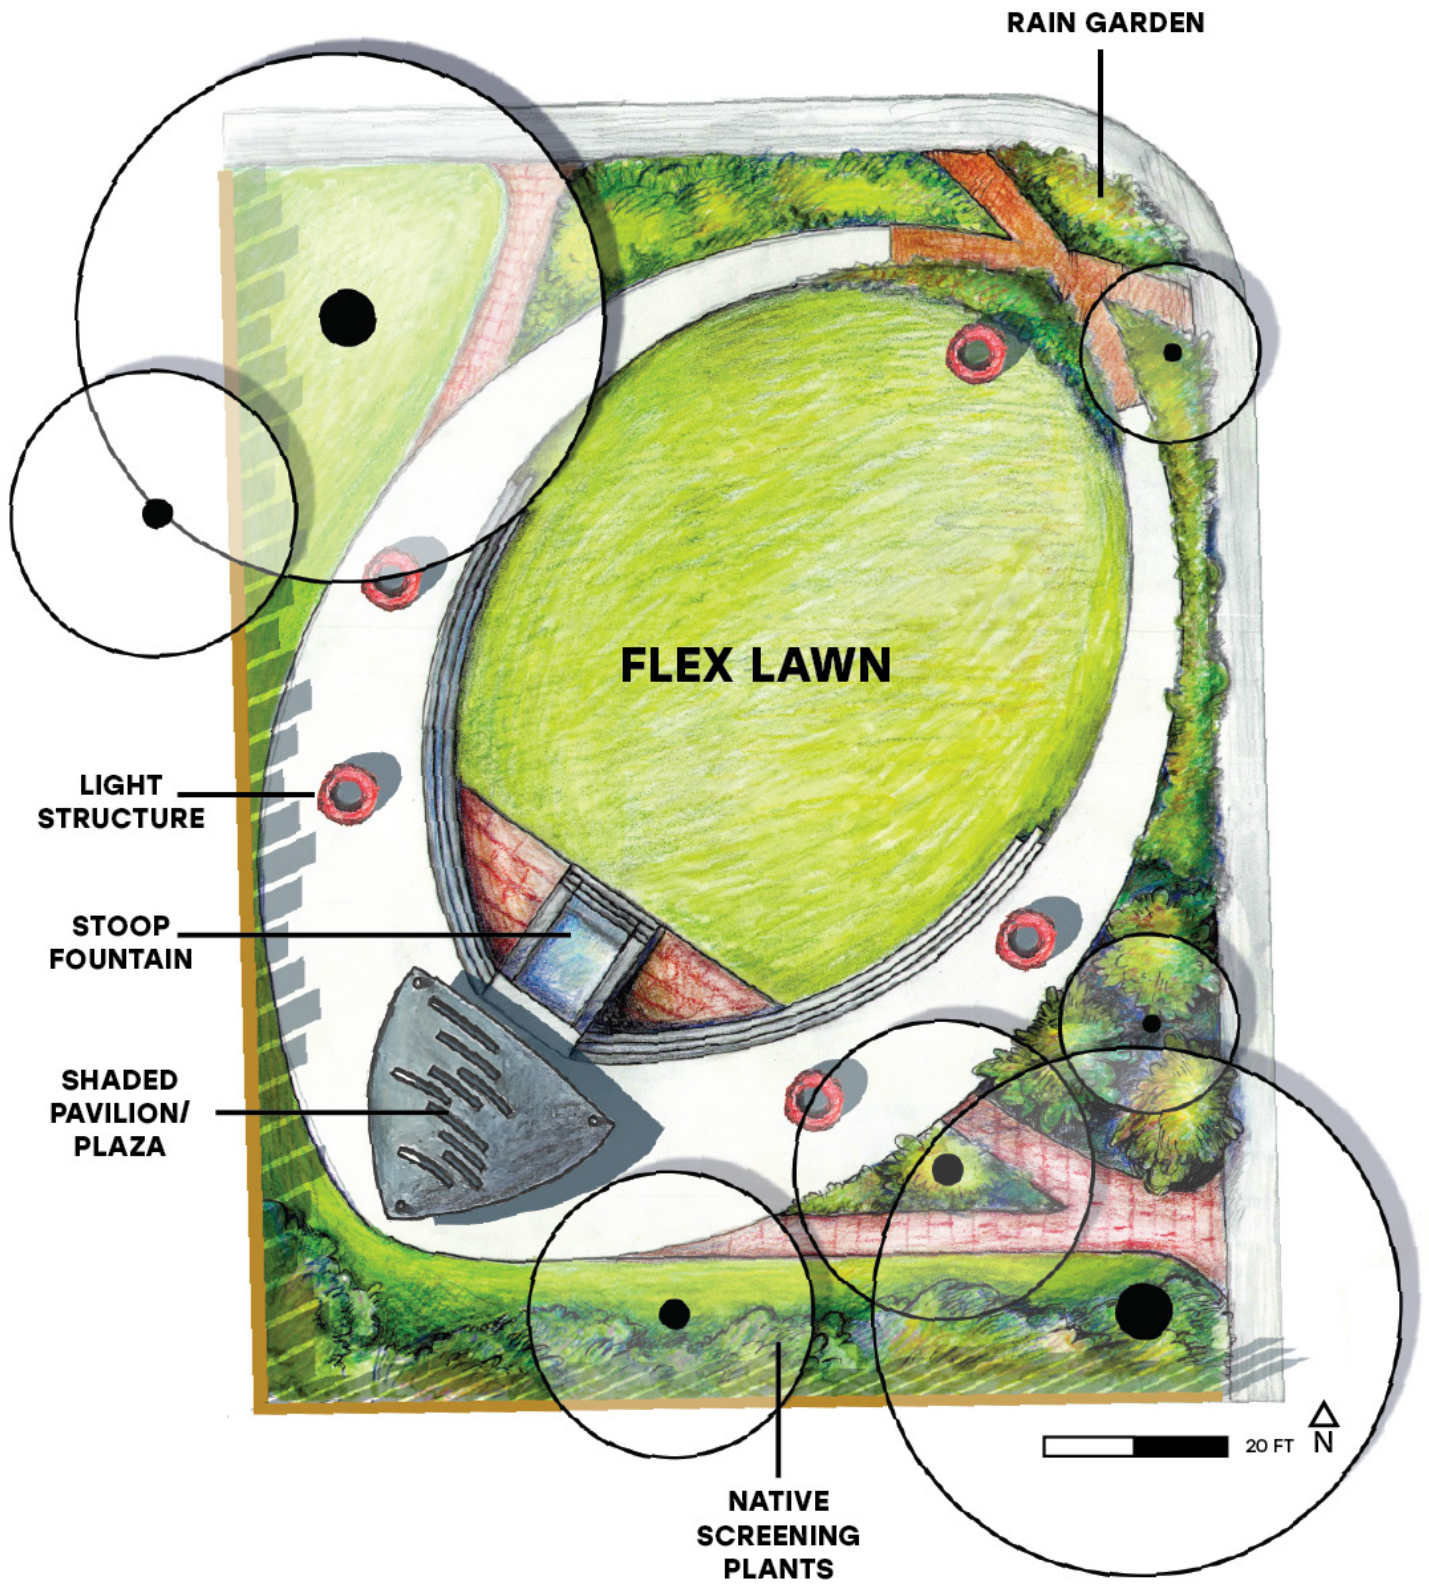 RAIN GARDEN
FLEX LAWN
LIGHT
STRUCTURE
STOOP
FOUNTAIN
SHADED
PAVILION/
PLAZA
20 FT
N
NATIVE
SCREENING
PLANTS